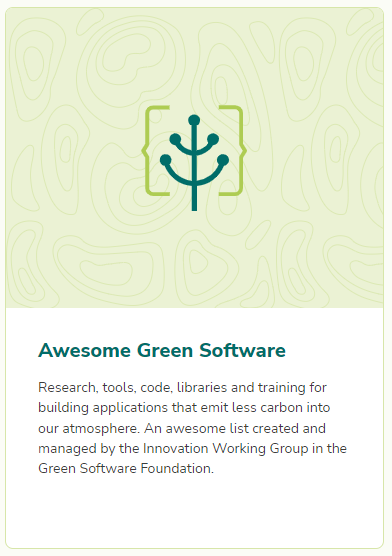 Awesome Green Software
Research, tools, code, libraries and training for
building applications that emit less carbon into
our atmosphere. An awesome list created and
managed by the Innovation Working Group in the
Green Software Foundation.